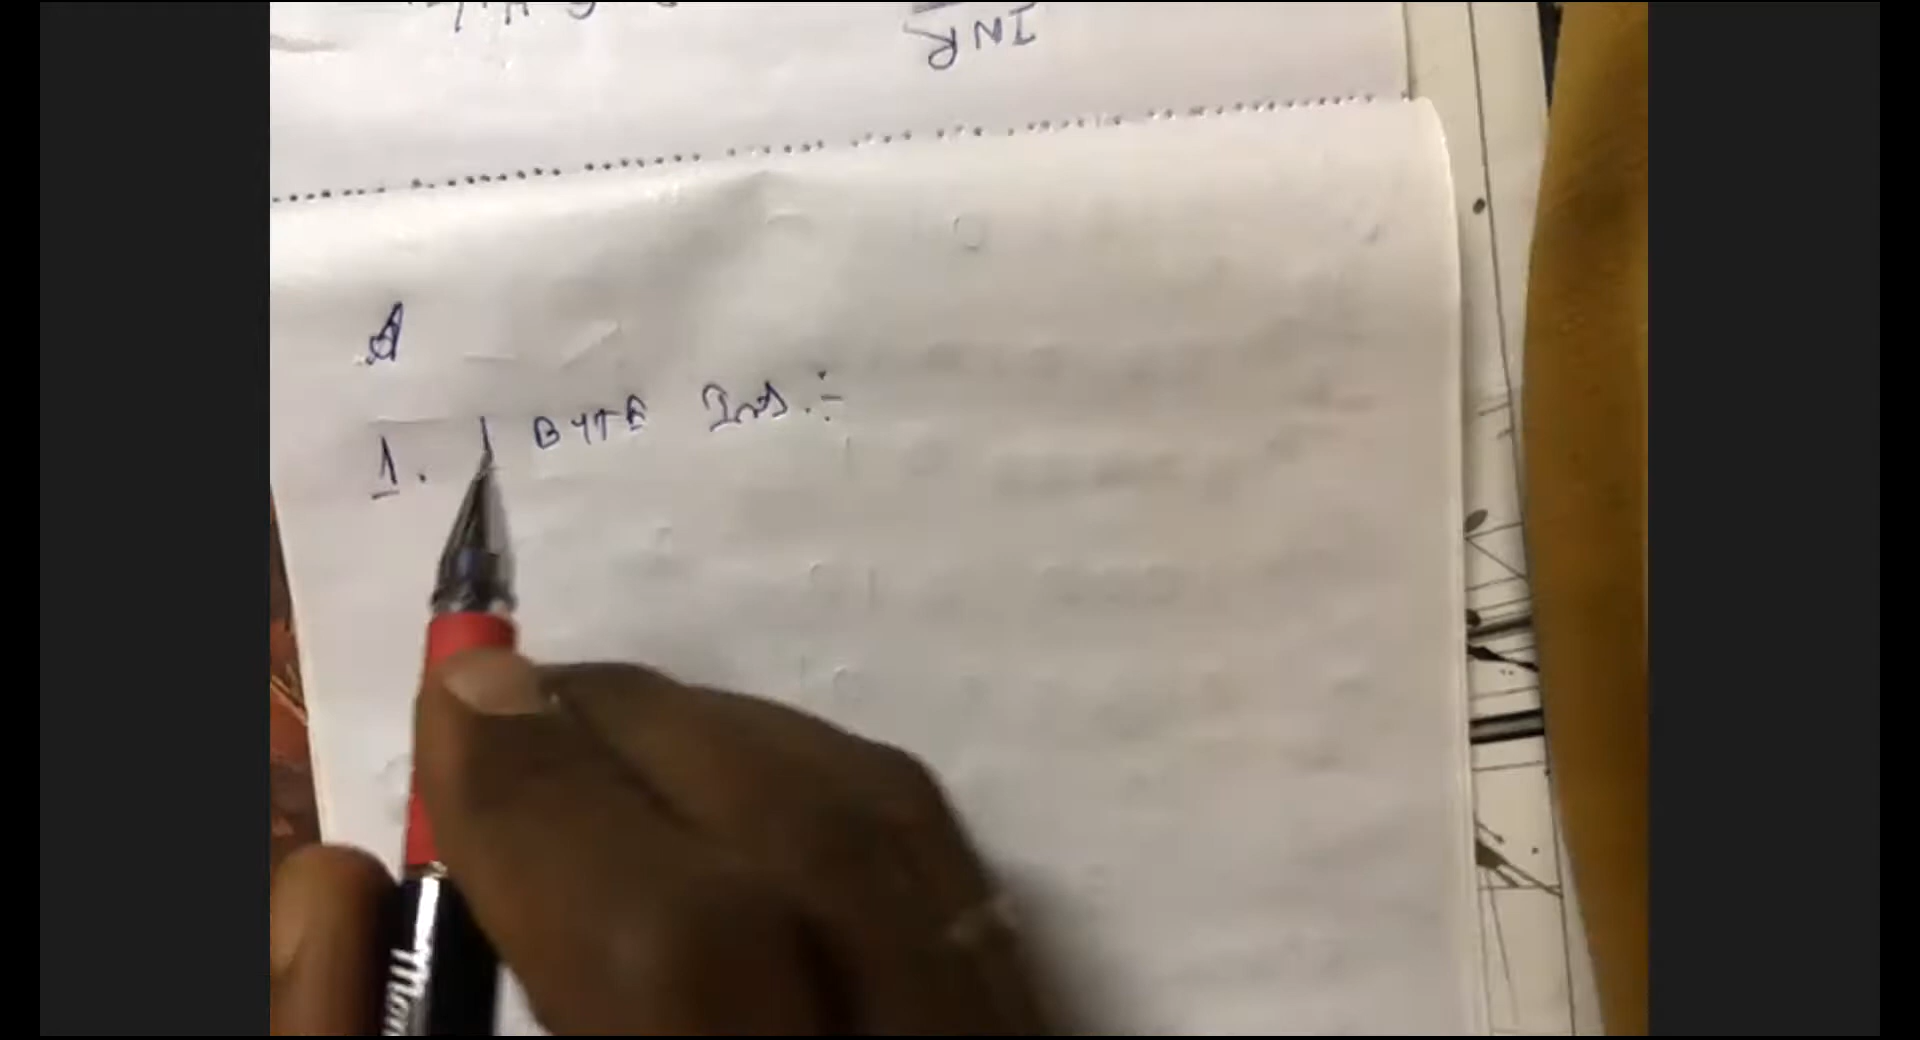 INR
1. 1 BYTE Ins. :-